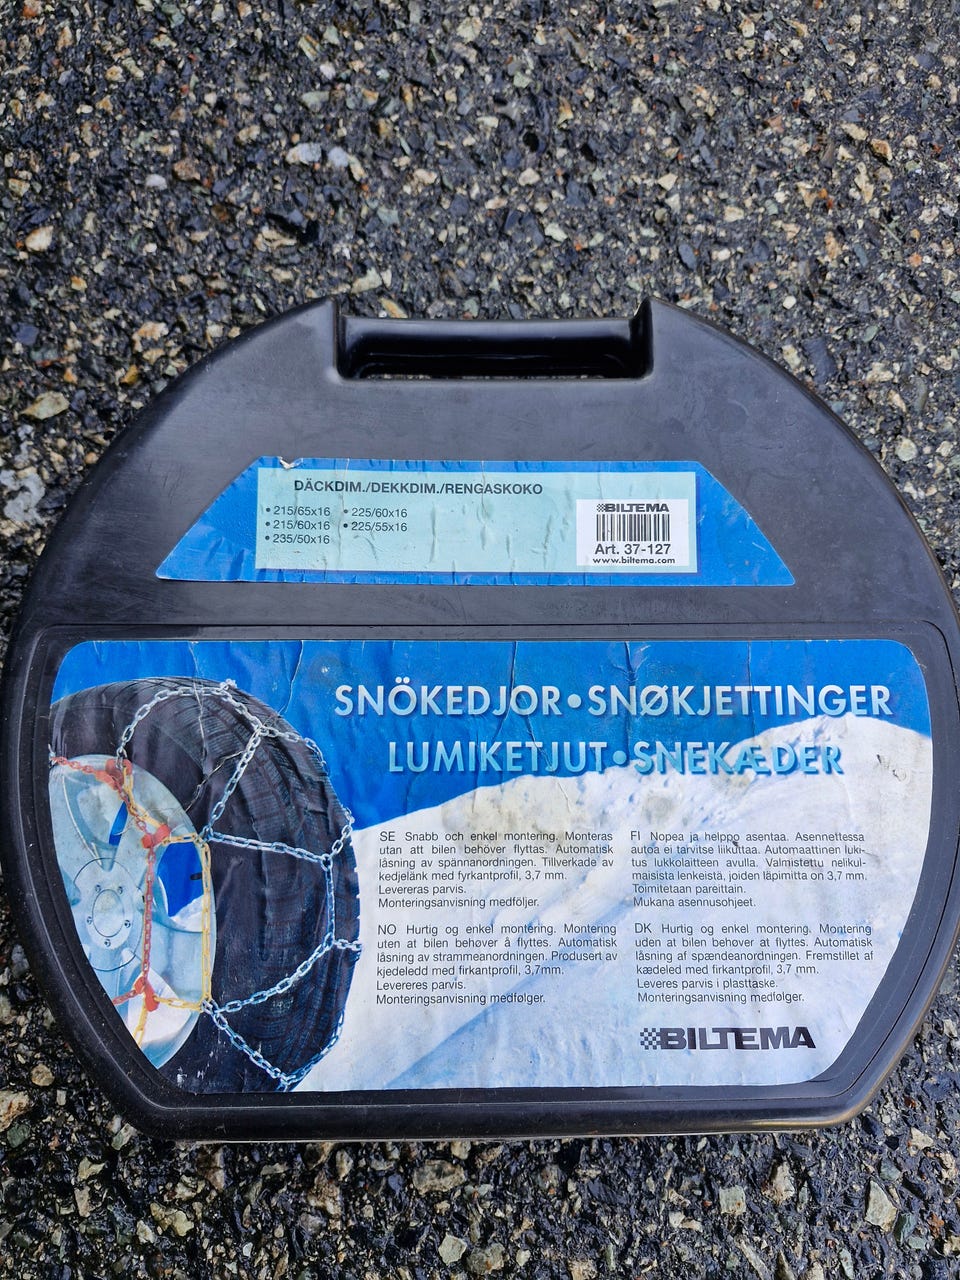 DÄCKDIM./DEKKDIM./RENGASKOKO
• 215/65x16 • 225/60x16
• 215/60x16 • 225/55x16
• 235/50x16
BILTEMA
Art. 37-127
www.biltema.com
SNÖKEDJOR • SNØKJETTINGER
LUMIKETJUT • SNEKÆDER
SE Snabb och enkel montering. Monteras
utan att bilen behöver flyttas. Automatisk
låsning av spännanordningen. Tillverkade av
kedjelänk med fyrkantprofil, 3,7 mm.
Levereras parvis.
Monteringsanvisning medföljer.
FI Nopea ja helppo asentaa. Asennettessa
autoa ei tarvitse liikuttaa. Automaattinen luki-
tus lukkolaitteen avulla. Valmistettu nelikul-
maisista lenkeistä, joiden läpimitta on 3,7 mm.
Toimitetaan pareittain.
Mukana asennusohjeet.
NO Hurtig og enkel montering. Montering
uten at bilen behøver å flyttes. Automatisk
låsning av strammeanordningen. Produsert av
kjededeledd med firkantprofil, 3,7mm.
Levereres parvis.
Monteringsanvisning medfølger.
DK Hurtig og enkel montering. Montering
uden at bilen behøver at flyttes. Automatisk
låsning af spændeanordningen. Fremstillet af
kædeled med firkantprofil, 3,7 mm.
Leveres parvis i plasttaske.
Monteringsanvisning medfølger.
BILTEMA